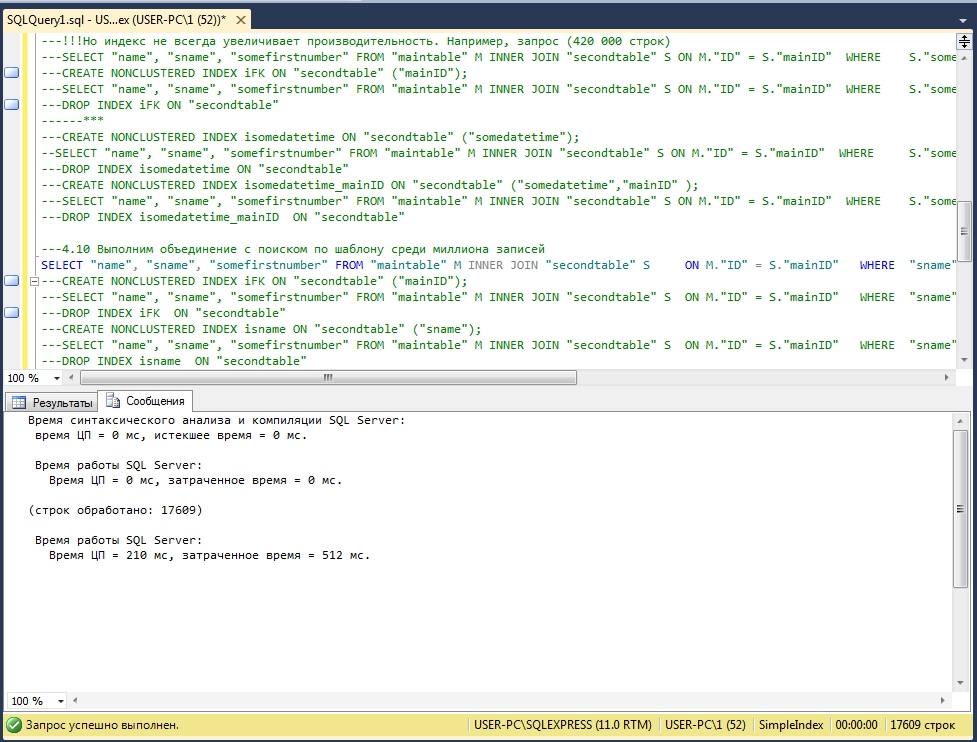 SQLQuery1.sql - US...ex (USER-PC\1 (52))* ×
---!!!Но индекс не всегда увеличивает производительность. Например, запрос (420 000 строк)
---SELECT "name", "sname", "somefirstnumber" FROM "maintable" M INNER JOIN "secondtable" S ON M."ID" = S."mainID" WHERE S."some
---CREATE NONCLUSTERED INDEX iFK ON "secondtable" ("mainID");
---SELECT "name", "sname", "somefirstnumber" FROM "maintable" M INNER JOIN "secondtable" S ON M."ID" = S."mainID" WHERE S."some
---DROP INDEX iFK ON "secondtable"
------***
---CREATE NONCLUSTERED INDEX isomedatetime ON "secondtable" ("somedatetime");
--SELECT "name", "sname", "somefirstnumber" FROM "maintable" M INNER JOIN "secondtable" S ON M."ID" = S."mainID" WHERE S."some
---DROP INDEX isomedatetime ON "secondtable"
---CREATE NONCLUSTERED INDEX isomedatetime_mainID ON "secondtable" ("somedatetime","mainID" );
---SELECT "name", "sname", "somefirstnumber" FROM "maintable" M INNER JOIN "secondtable" S ON M."ID" = S."mainID" WHERE S."some
---DROP INDEX isomedatetime_mainID ON "secondtable"
---4.10 Выполним объединение с поиском по шаблону среди миллиона записей
SELECT "name", "sname", "somefirstnumber" FROM "maintable" M INNER JOIN "secondtable" S ON M."ID" = S."mainID" WHERE "sname"
---CREATE NONCLUSTERED INDEX iFK ON "secondtable" ("mainID");
---SELECT "name", "sname", "somefirstnumber" FROM "maintable" M INNER JOIN "secondtable" S ON M."ID" = S."mainID" WHERE "sname"
---DROP INDEX iFK ON "secondtable"
---CREATE NONCLUSTERED INDEX isname ON "secondtable" ("sname");
---SELECT "name", "sname", "somefirstnumber" FROM "maintable" M INNER JOIN "secondtable" S ON M."ID" = S."mainID" WHERE "sname"
---DROP INDEX isname ON "secondtable"
100 %
Результаты Сообщения
Время синтаксического анализа и компиляции SQL Server:
время ЦП = 0 мс, истекшее время = 0 мс.
Время работы SQL Server:
Время ЦП = 0 мс, затраченное время = 0 мс.
(строк обработано: 17609)
Время работы SQL Server:
Время ЦП = 210 мс, затраченное время = 512 мс.
100 %
Запрос успешно выполнен. USER-PC\SQLEXPRESS (11.0 RTM) USER-PC\1 (52) SimpleIndex 00:00:00 17609 строк